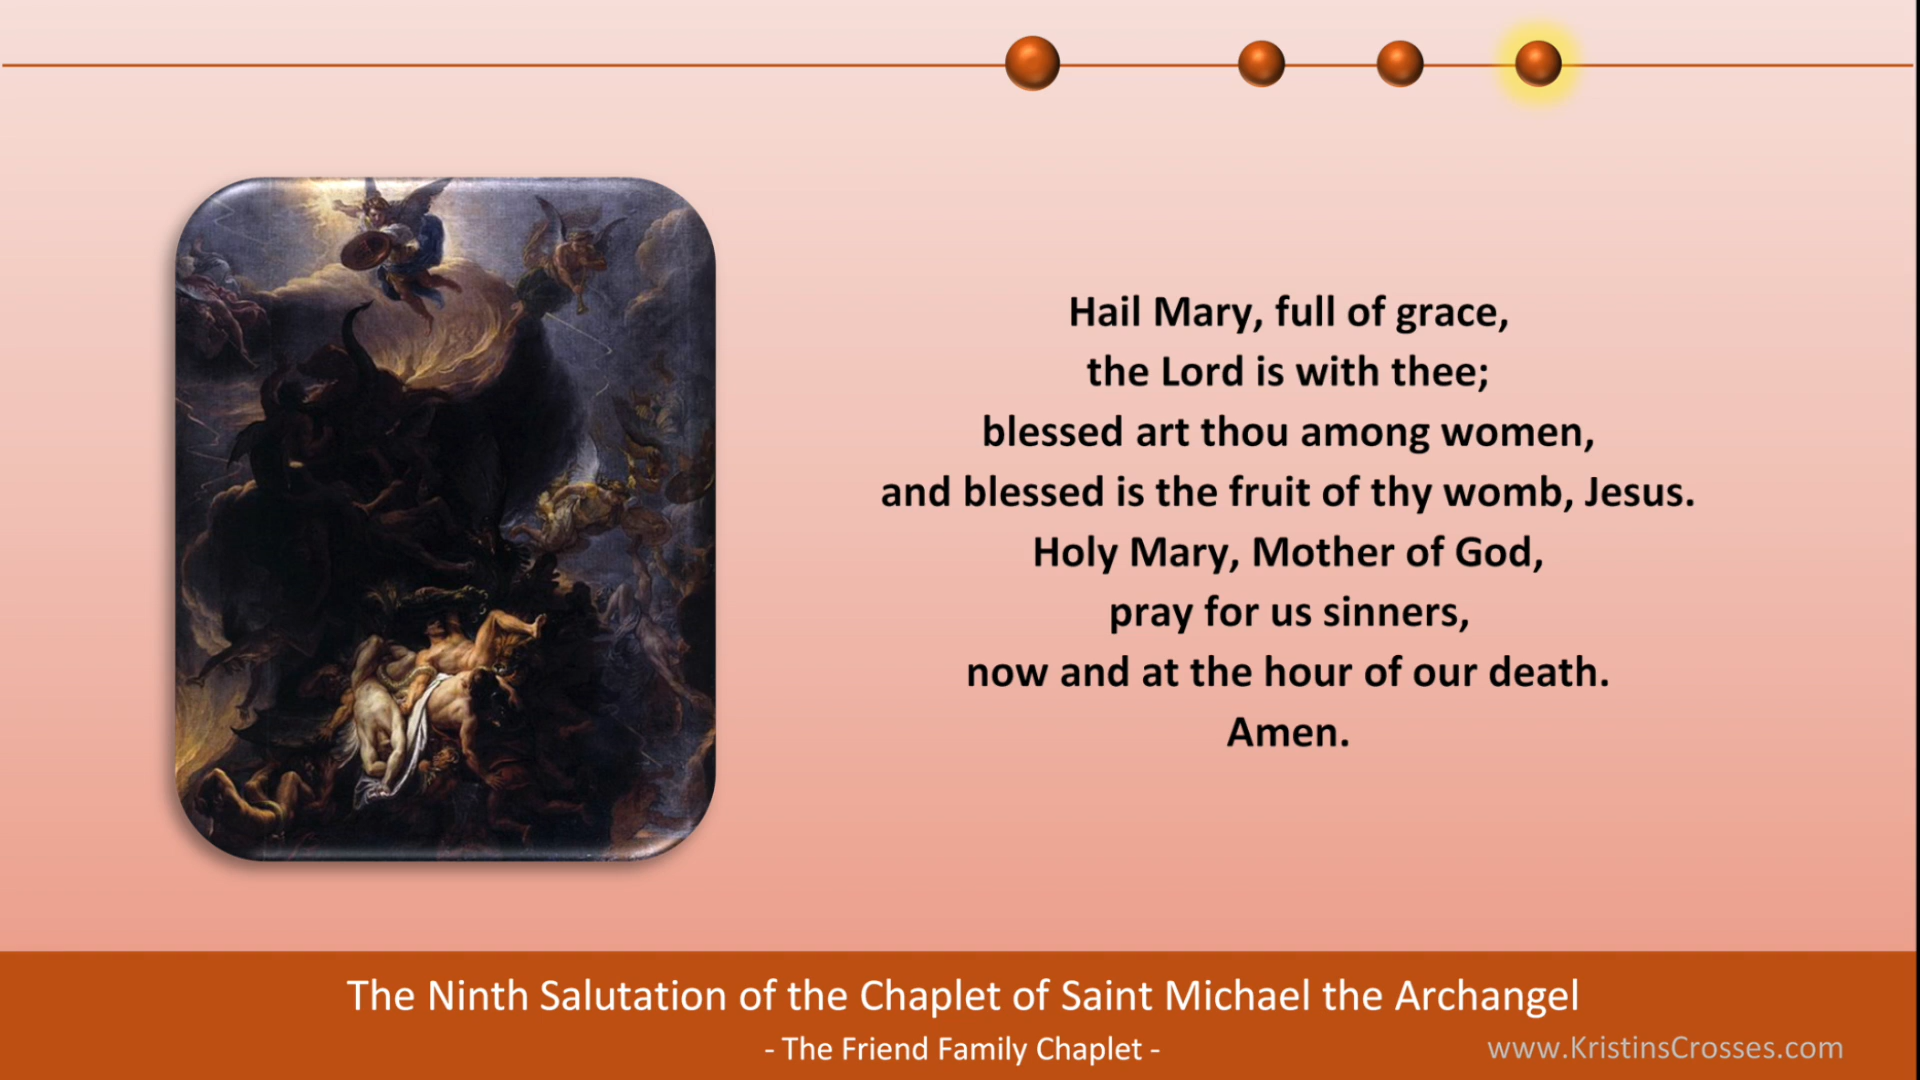 Hail Mary, full of grace,
the Lord is with thee;
blessed art thou among women,
and blessed is the fruit of thy womb, Jesus.
Holy Mary, Mother of God,
pray for us sinners,
now and at the hour of our death.
Amen.
The Ninth Salutation of the Chaplet of Saint Michael the Archangel
- The Friend Family Chaplet -
www.KristinsCrosses.com